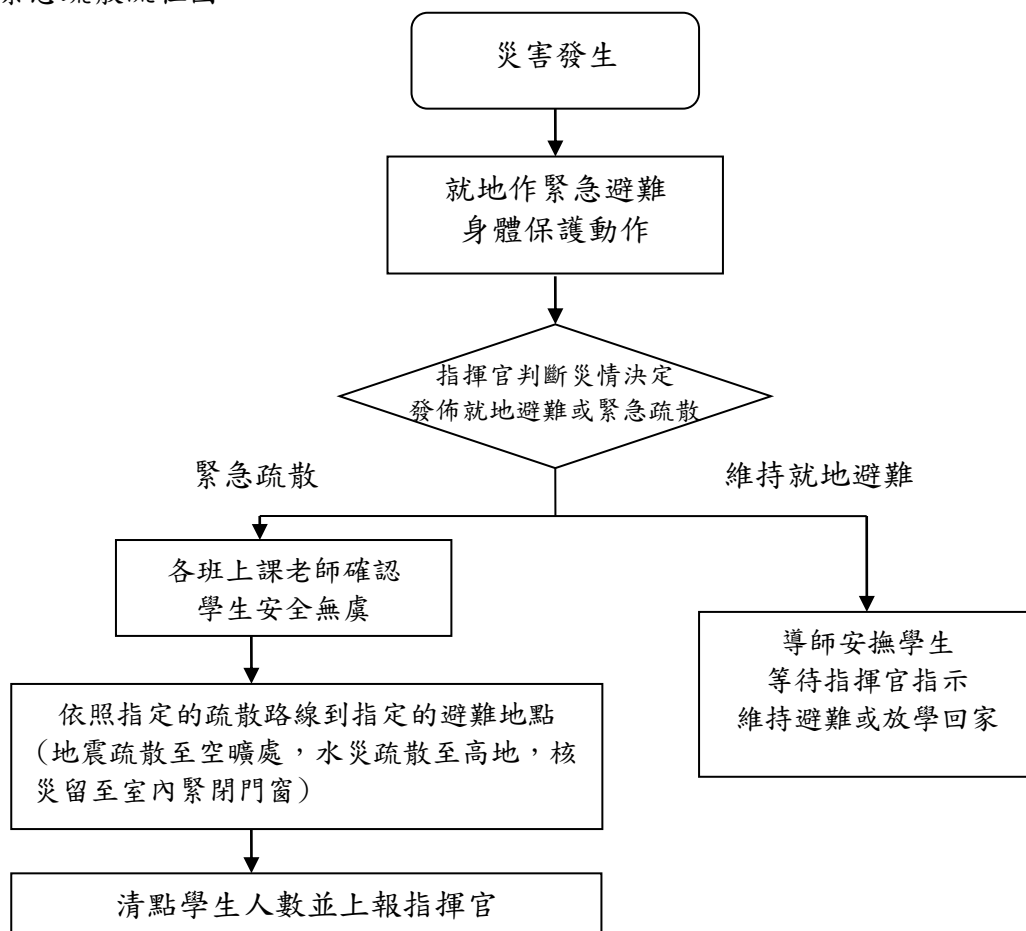 災害發生
就地作緊急避難
身體保護動作
指揮官判斷災情決定
發佈就地避難或緊急疏散
緊急疏散
維持就地避難
各班上課老師確認
學生安全無虞
導師安撫學生
等待指揮官指示
維持避難或放學回家
依照指定的疏散路線到指定的避難地點
(地震疏散至空曠處，水災疏散至高地，核
災留至室內緊閉門窗)
清點學生人數並上報指揮官